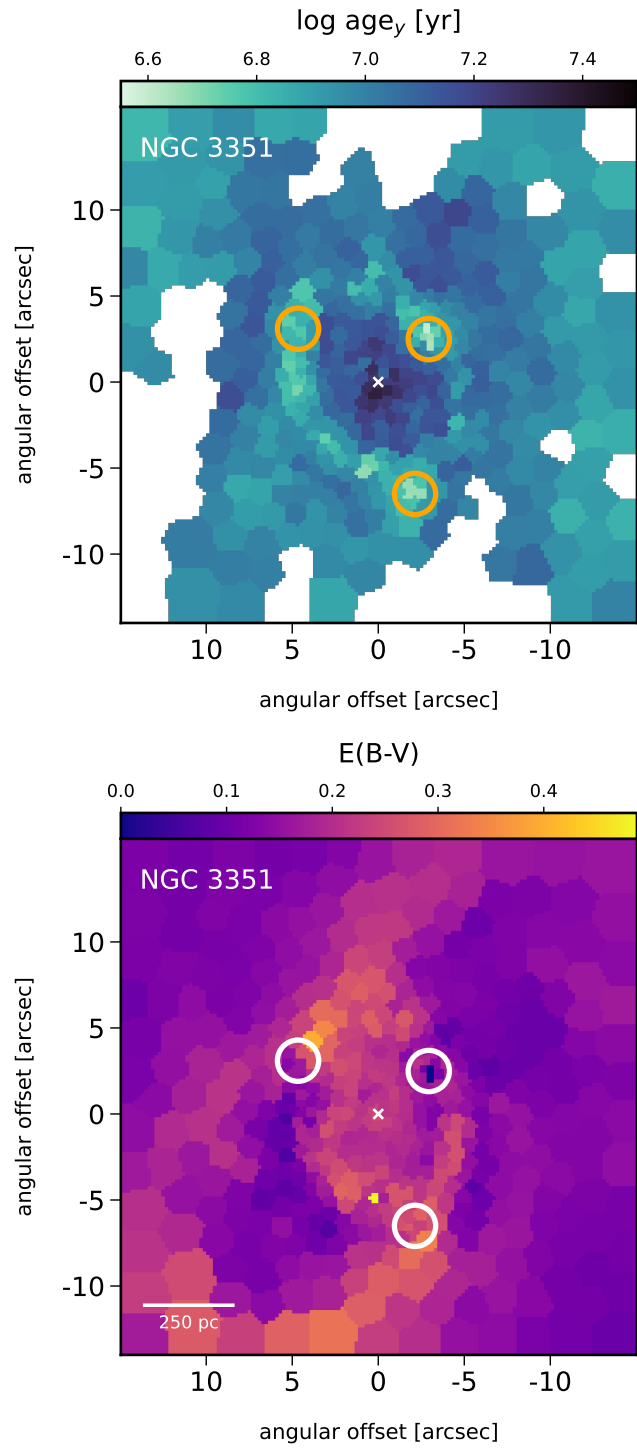 log age_y [yr]
6.6 6.8 7.0 7.2 7.4
NGC 3351
10
5
0
-5
-10
angular offset [arcsec]
10 5 0 -5 -10
angular offset [arcsec]
E(B-V)
0.0 0.1 0.2 0.3 0.4
NGC 3351
10
5
0
-5
-10
angular offset [arcsec]
250 pc
10 5 0 -5 -10
angular offset [arcsec]